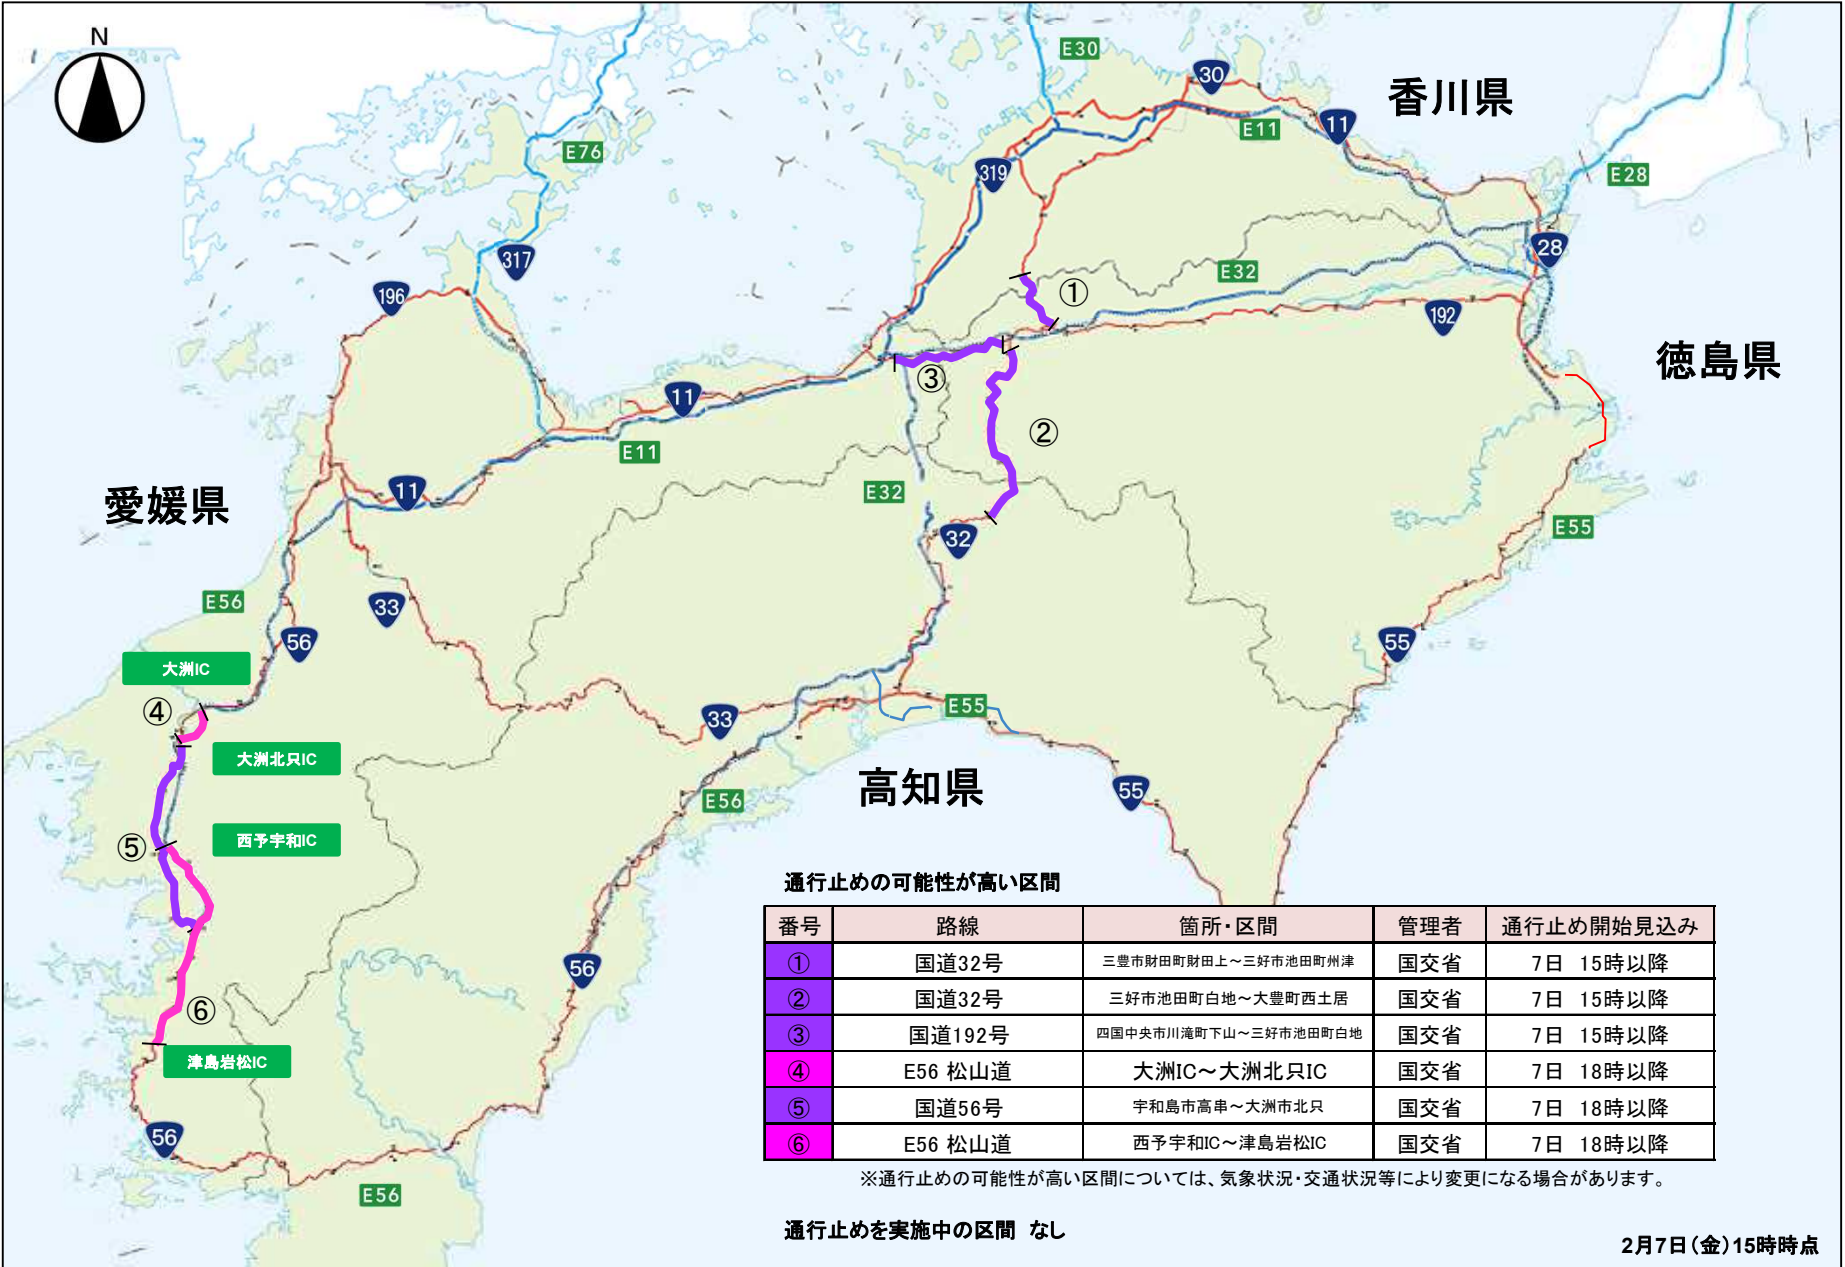 N
E30
30
香川県
11
E11
E76
319
E28
317
28
E32
196
①
192
徳島県
③
11
②
E11
愛媛県
11
E32
32
E55
E56
33
56
55
大洲IC
④
33
E55
大洲北只IC
高知県
55
E56
⑤
西予宇和IC
56
⑥
津島岩松IC
56
E56
通行止めの可能性が高い区間
番号 路線 箇所・区間 管理者 通行止め開始見込み
① 国道32号 三豊市財田町財田上～三好市池田町州津 国交省 7日 15時以降
② 国道32号 三好市池田町白地～大豊町西土居 国交省 7日 15時以降
③ 国道192号 四国中央市川滝町下山～三好市池田町白地 国交省 7日 15時以降
④ E56 松山道 大洲IC～大洲北只IC 国交省 7日 18時以降
⑤ 国道56号 宇和島市高串～大洲市北只 国交省 7日 18時以降
⑥ E56 松山道 西予宇和IC～津島岩松IC 国交省 7日 18時以降
※通行止めの可能性が高い区間については、気象状況・交通状況等により変更になる場合があります。
通行止めを実施中の区間 なし
2月7日(金)15時時点